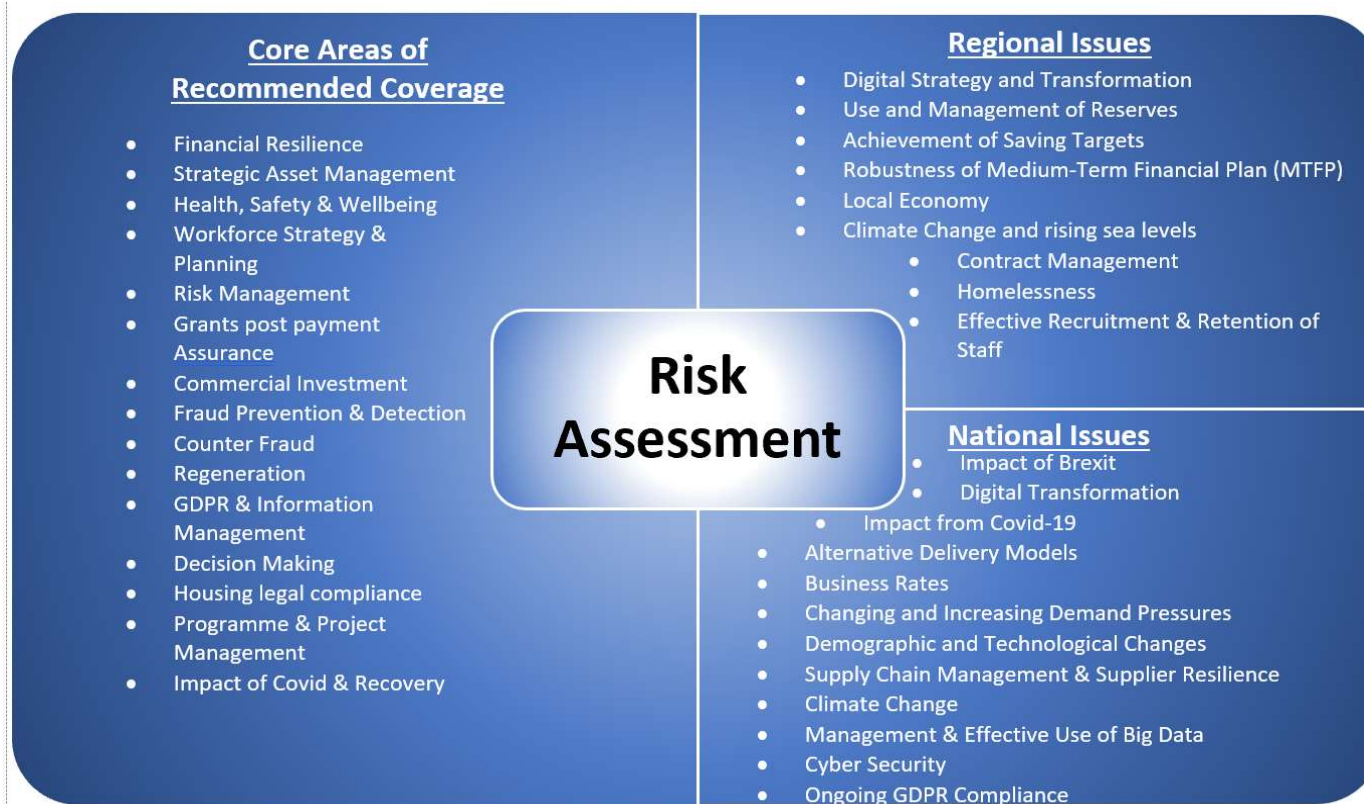 Core Areas of
Recommended Coverage
• Financial Resilience
• Strategic Asset Management
• Health, Safety & Wellbeing
• Workforce Strategy &
Planning
• Risk Management
• Grants post payment
Assurance
• Commercial Investment
• Fraud Prevention & Detection
• Counter Fraud
• Regeneration
• GDPR & Information
Management
• Decision Making
• Housing legal compliance
• Programme & Project
Management
• Impact of Covid & Recovery
Risk
Assessment
Regional Issues
• Digital Strategy and Transformation
• Use and Management of Reserves
• Achievement of Saving Targets
• Robustness of Medium-Term Financial Plan (MTFP)
• Local Economy
• Climate Change and rising sea levels
• Contract Management
• Homelessness
• Effective Recruitment & Retention of
Staff
National Issues
• Impact of Brexit
• Digital Transformation
• Impact from Covid-19
• Alternative Delivery Models
• Business Rates
• Changing and Increasing Demand Pressures
• Demographic and Technological Changes
• Supply Chain Management & Supplier Resilience
• Climate Change
• Management & Effective Use of Big Data
• Cyber Security
• Ongoing GDPR Compliance